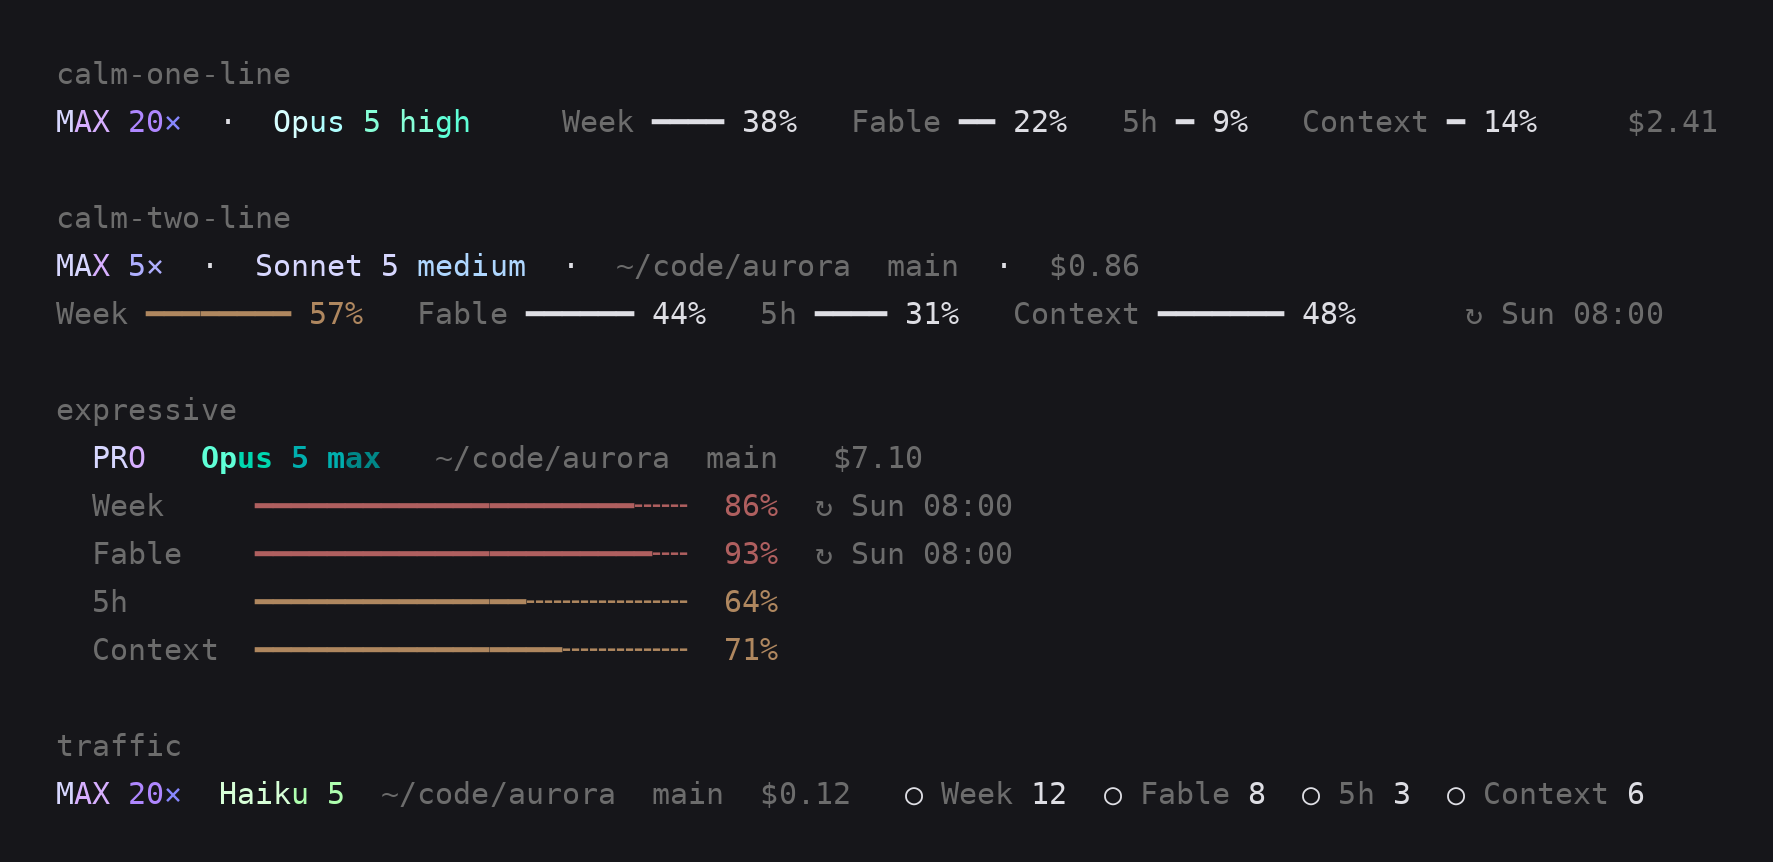 calm-one-line
MAX 20× · Opus 5 high Week ━━━━ 38% Fable ━━ 22% 5h ━ 9% Context ━ 14% $2.41
calm-two-line
MAX 5× · Sonnet 5 medium · ~/code/aurora main · $0.86
Week ━━━━━━━━ 57% Fable ━━━━━━ 44% 5h ━━━━ 31% Context ━━━━━━━ 48% ↻ Sun 08:00
expressive
PRO Opus 5 max ~/code/aurora main $7.10
Week ━━━━━━━━━━━━━━━━━━━━━╌╌╌ 86% ↻ Sun 08:00
Fable ━━━━━━━━━━━━━━━━━━━━━━╌╌ 93% ↻ Sun 08:00
5h ━━━━━━━━━━━━━━━╌╌╌╌╌╌╌╌╌ 64%
Context ━━━━━━━━━━━━━━━━━╌╌╌╌╌╌╌ 71%
traffic
MAX 20× Haiku 5 ~/code/aurora main $0.12 ○ Week 12 ○ Fable 8 ○ 5h 3 ○ Context 6